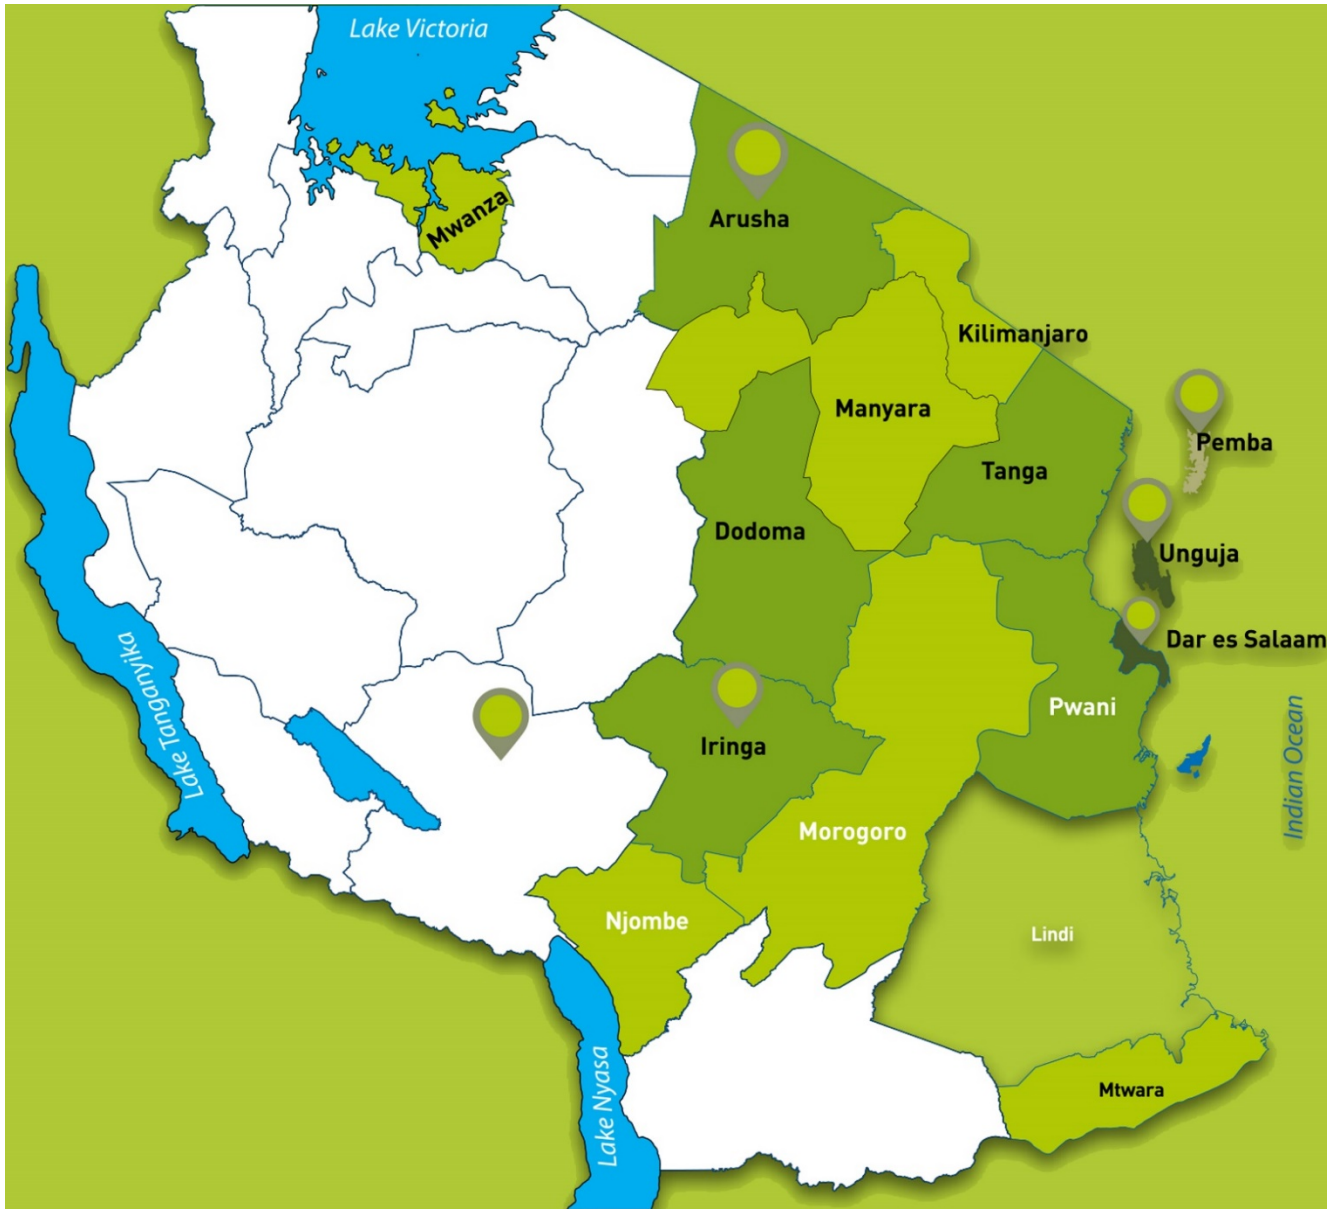 Lake Victoria
Mwanza
Arusha
Kilimanjaro
Manyara
Pemba
Tanga
Dodoma
Unguja
Dar es Salaam
Lake Tanganyika
Pwani
Iringa
Indian Ocean
Morogoro
Njombe
Lindi
Lake Nyasa
Mtwara